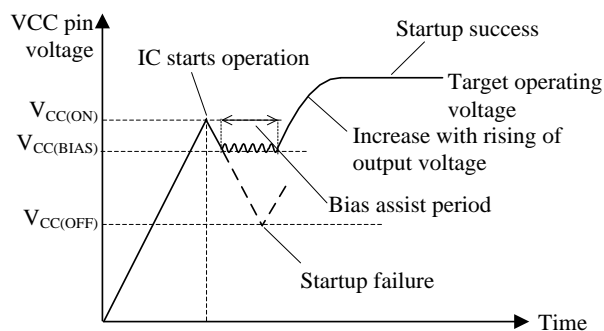 VCC pin
voltage
Startup success
IC starts operation
Target operating
voltage
VCC(ON)
Increase with rising of
output voltage
VCC(BIAS)
Bias assist period
VCC(OFF)
Startup failure
Time